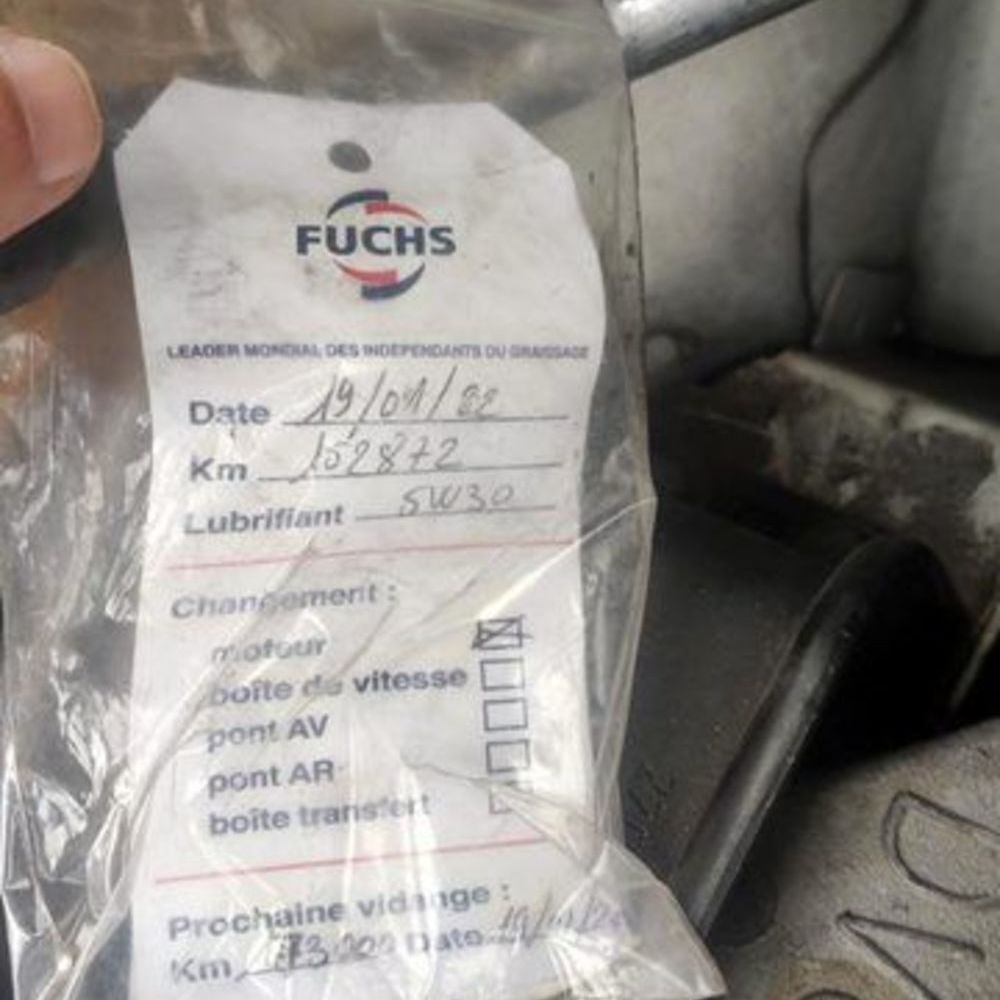 FUCHS
LEADER MONDIAL DES INDEPENDANTS DU GRAISSAGE
Date 19/01/22
Km 152872
Lubrifiant 5W30
Changement :
moteur
boîte de vitesse
pont AV
pont AR
boîte transfert
Prochaine vidange :
Km Date